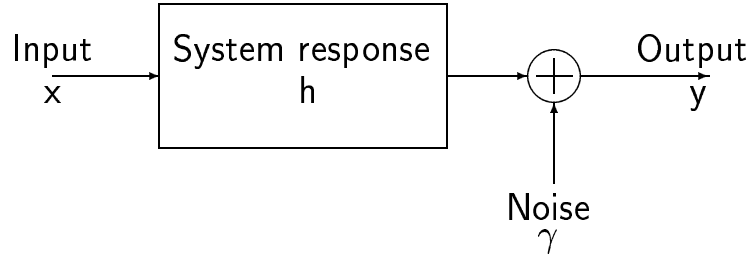 Input
x
System response
h
Output
y
Noise
γ